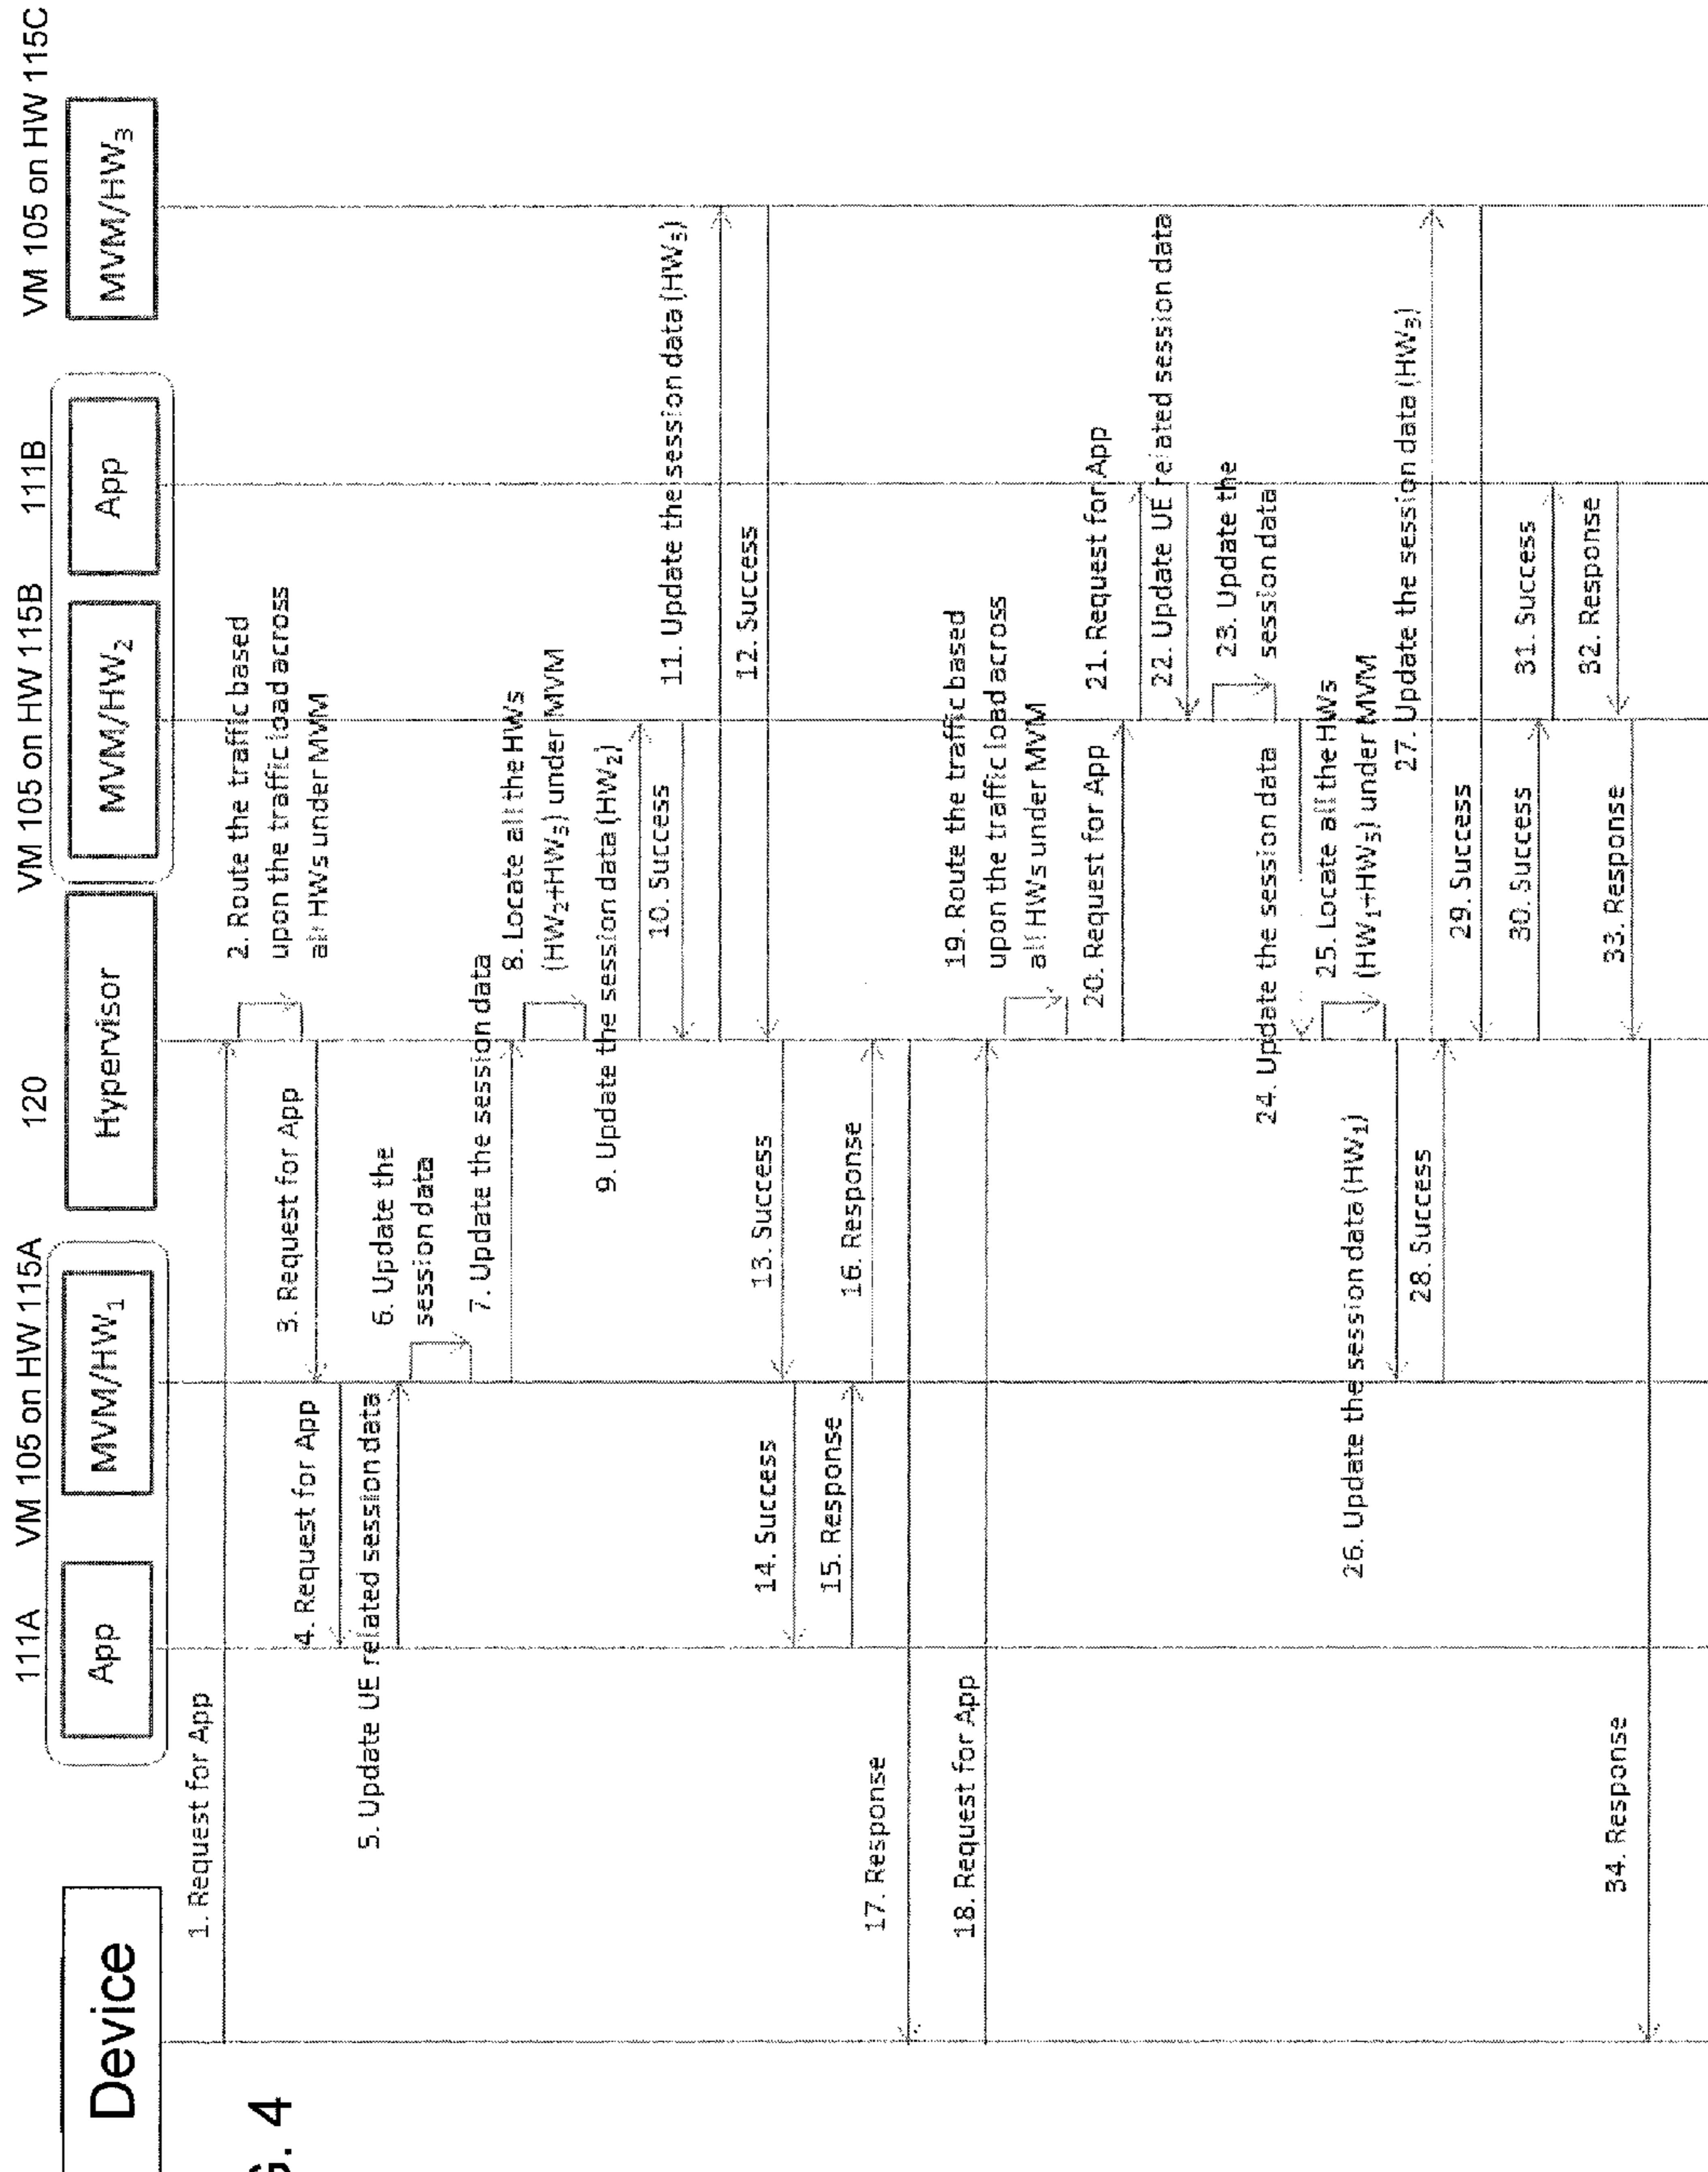 111A
VM 105 on HW 115A
120
VM 105 on HW 115B
111B
VM 105 on HW 115C
Device
App
MVM/HW₁
Hypervisor
MVM/HW₂
App
MVM/HW₃
1. Request for App
2. Route the traffic based
upon the traffic load across
all HWs under MVM
3. Request for App
4. Request for App
5. Update UE related session data
6. Update the
session data
7. Update the session data
8. Locate all the HWs
(HW₂+HW₃) under MVM
9. Update the session data (HW₂)
10. Success
11. Update the session data (HW₃)
12. Success
13. Success
14. Success
15. Response
16. Response
17. Response
18. Request for App
19. Route the traffic based
upon the traffic load across
all HWs under MVM
20. Request for App
21. Request for App
22. Update UE related session data
23. Update the
session data
24. Update the session data
25. Locate all the HWs
(HW₁+HW₃) under MVM
26. Update the session data (HW₁)
27. Update the session data (HW₃)
28. Success
29. Success
30. Success
31. Success
32. Response
33. Response
34. Response
G. 4